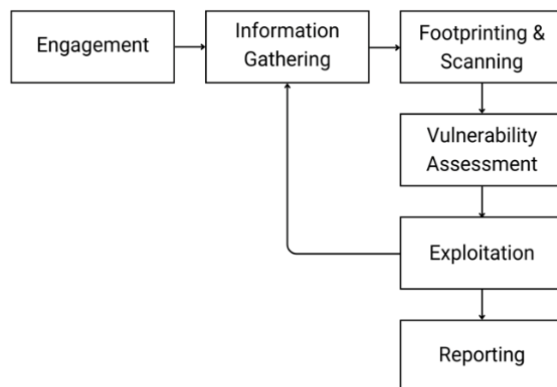 Engagement
Information
Gathering
Footprinting &
Scanning
Vulnerability
Assessment
Exploitation
Reporting